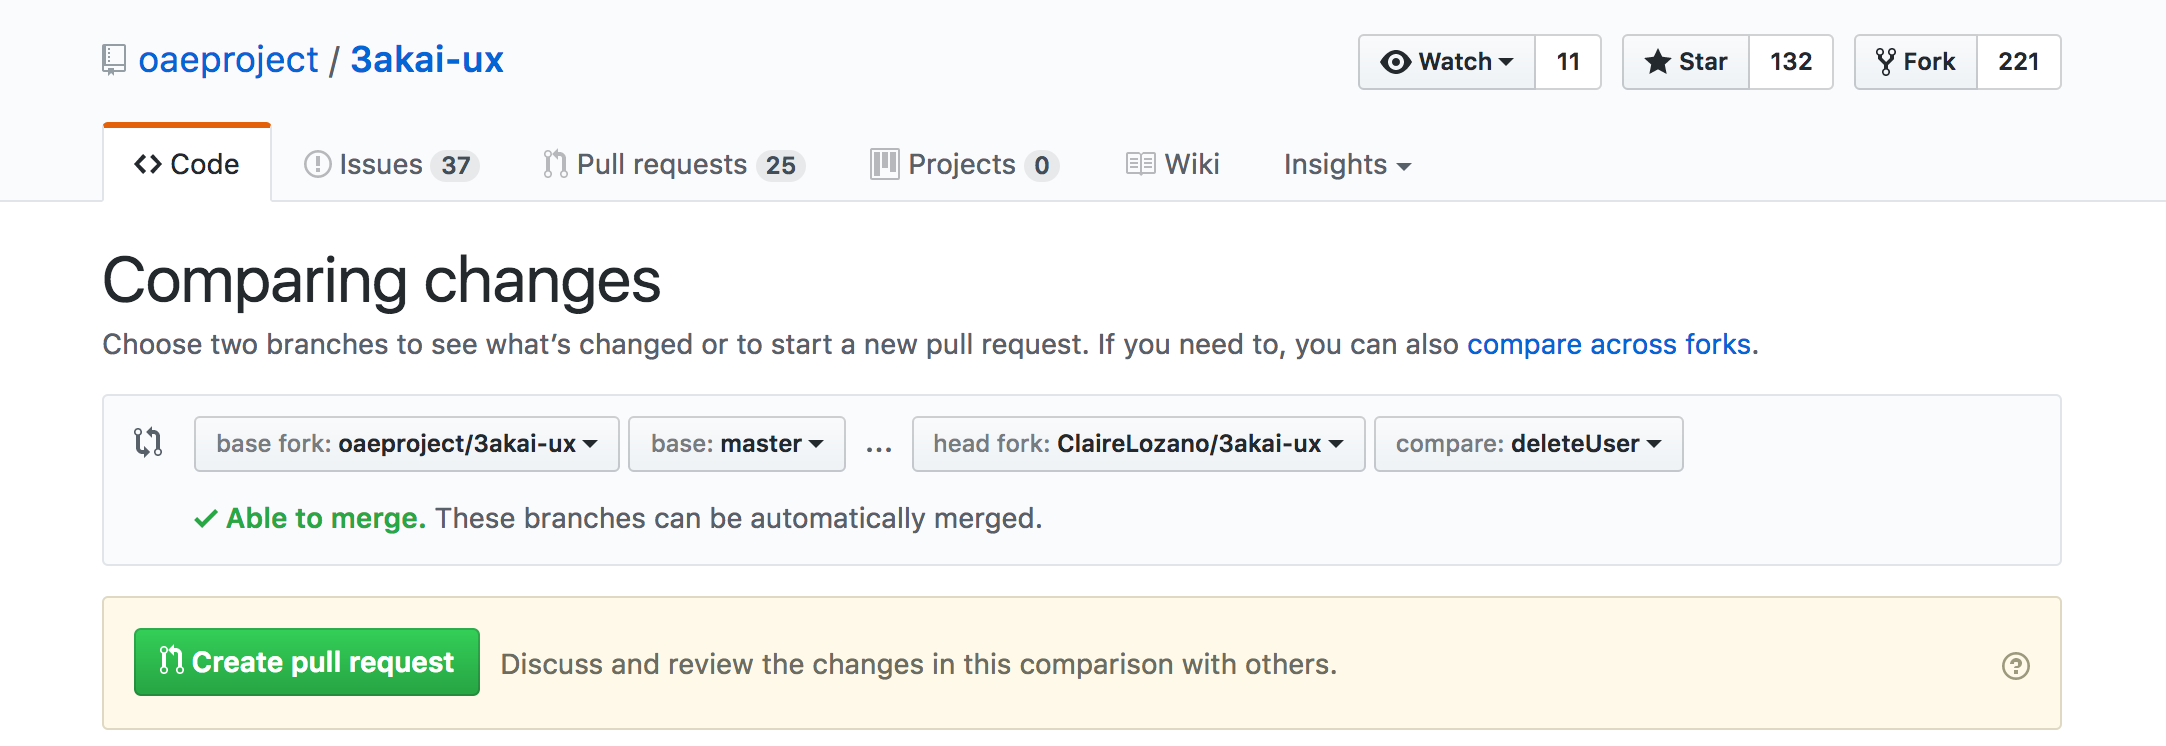 oaeproject / 3akai-ux
Watch 11 Star 132 Fork 221
Code Issues 37 Pull requests 25 Projects 0 Wiki Insights
Comparing changes
Choose two branches to see what’s changed or to start a new pull request. If you need to, you can also compare across forks.
base fork: oaeproject/3akai-ux base: master ... head fork: ClaireLozano/3akai-ux compare: deleteUser
Able to merge. These branches can be automatically merged.
Create pull request Discuss and review the changes in this comparison with others.